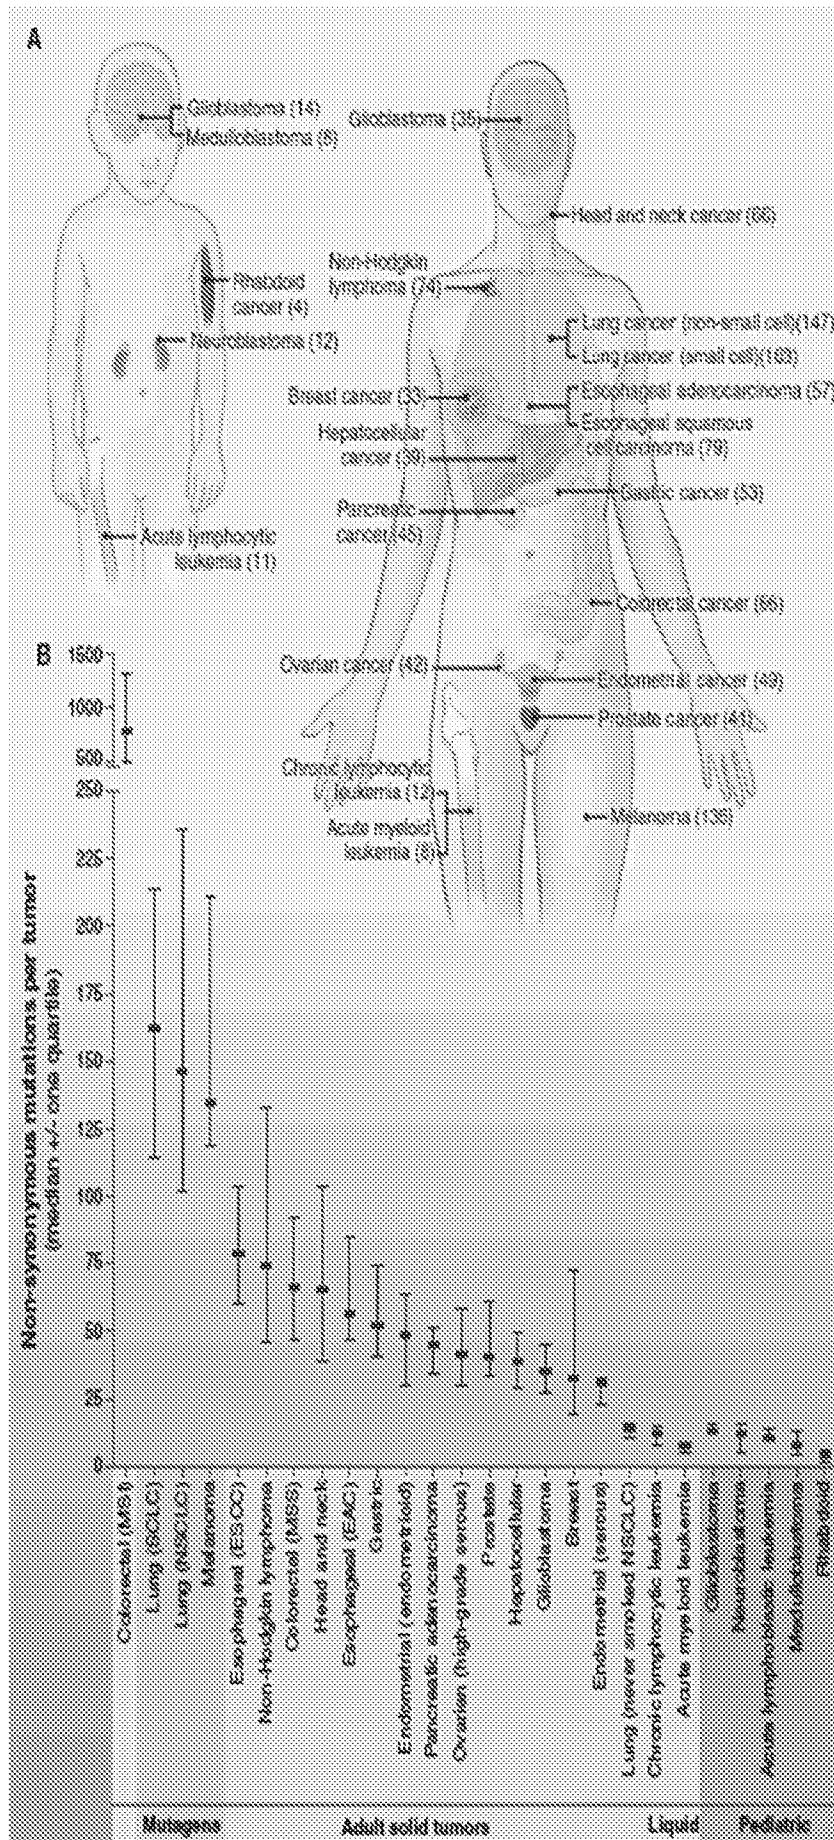 A
Glioblastoma (14)
Medulloblastoma (8)
Glioblastoma (35)
Head and neck cancer (66)
Non-Hodgkin
lymphoma (74)
Rhabdoid
cancer (4)
Neuroblastoma (12)
Lung cancer (non-small cell)(147)
Lung cancer (small cell)(163)
Breast cancer (33)
Esophageal adenocarcinoma (57)
Esophageal squamous
cell carcinoma (79)
Hepatocellular
cancer (39)
Gastric cancer (53)
Pancreatic
cancer (45)
Acute lymphocytic
leukemia (11)
Colorectal cancer (66)
Ovarian cancer (42)
Endometrial cancer (49)
Prostate cancer (41)
Chronic lymphocytic
leukemia (12)
Acute myeloid
leukemia (8)
Melanoma (135)
B
1500
1000
500
250
225
200
175
150
125
100
75
50
25
0
Non-synonymous mutations per tumor
(median +/- one quartile)
Colorectal (MSI)
Lung (SCLC)
Lung (NSCLC)
Melanoma
Esophageal (ESCC)
Non-Hodgkin lymphoma
Colorectal (MSS)
Head and neck
Esophageal (EAC)
Gastric
Endometrial (endometrioid)
Pancreatic adenocarcinoma
Ovarian (high-grade serous)
Prostate
Hepatocellular
Glioblastoma
Breast
Endometrial (serous)
Lung (never smoked NSCLC)
Chronic lymphocytic leukemia
Acute myeloid leukemia
Glioblastoma
Neuroblastoma
Acute lymphoblastic leukemia
Medulloblastoma
Rhabdoid
Mutagens
Adult solid tumors
Liquid
Pediatric